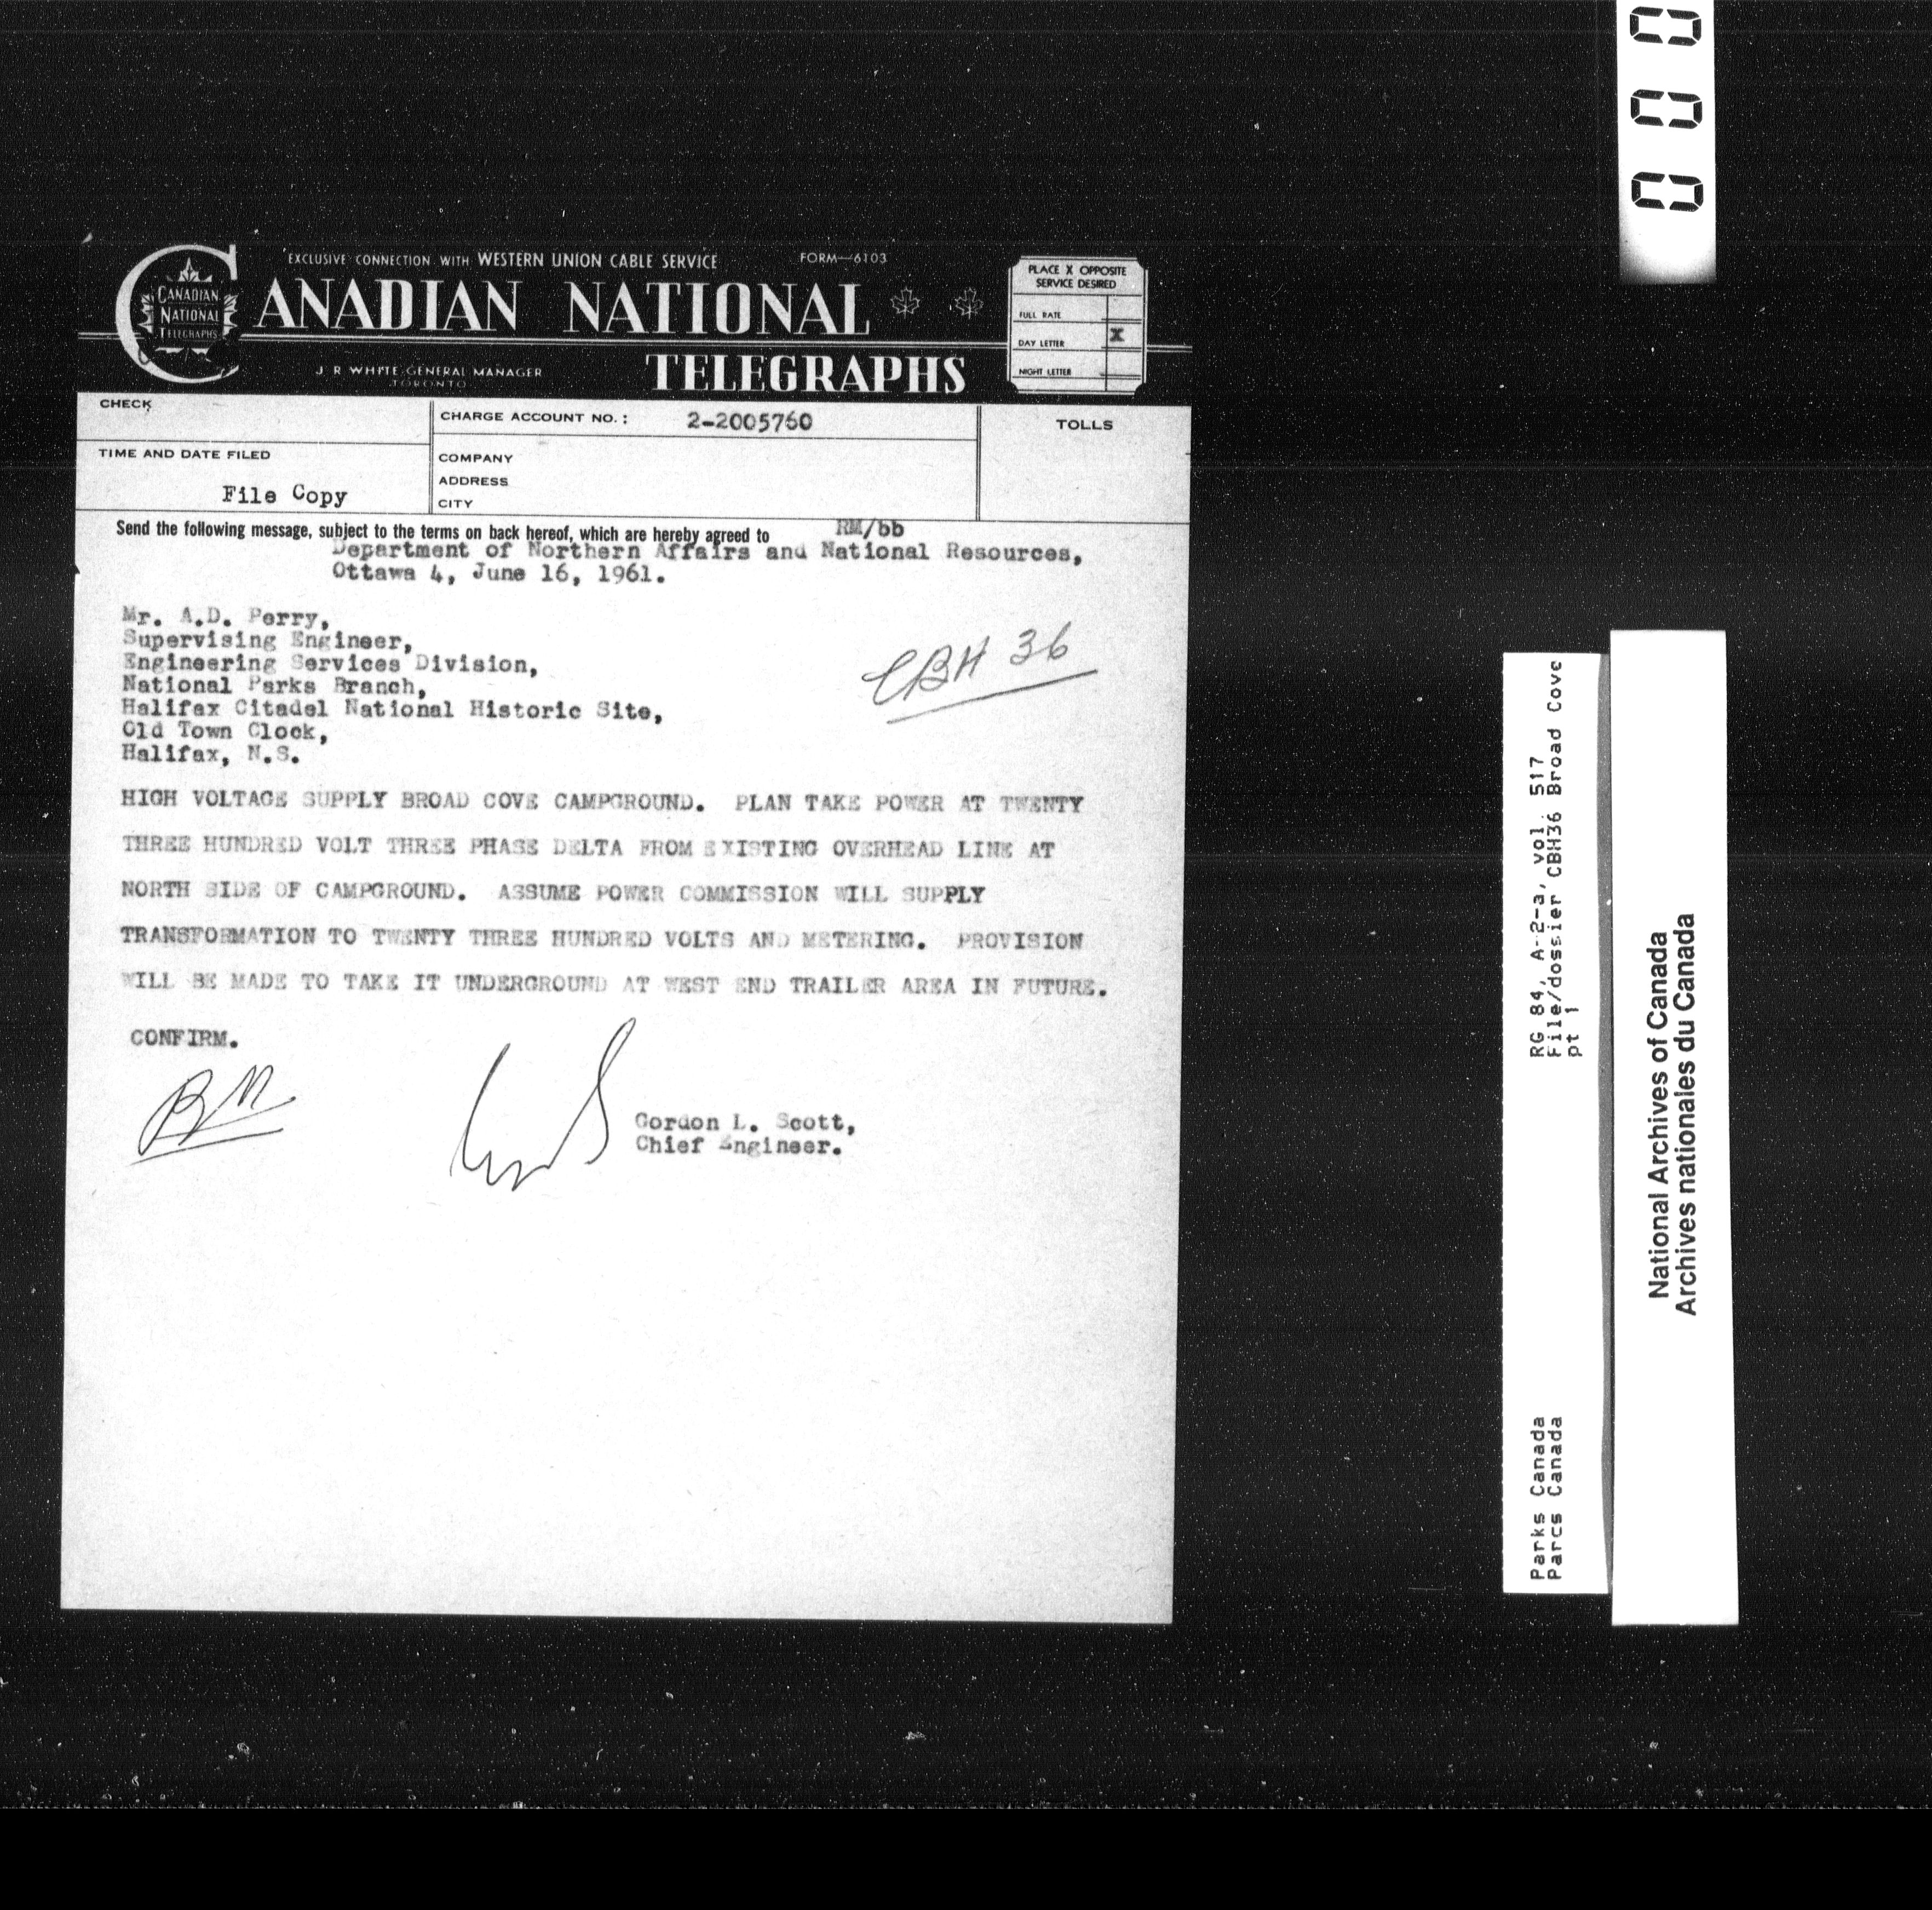 EXCLUSIVE CONNECTION WITH WESTERN UNION CABLE SERVICE
FORM—6103
CANADIAN NATIONAL
TELEGRAPHS
CANADIAN
NATIONAL
TELEGRAPHS
J R WHITE GENERAL MANAGER
TORONTO
PLACE X OPPOSITE
SERVICE DESIRED
FULL RATE
DAY LETTER X
NIGHT LETTER
CHECK
CHARGE ACCOUNT NO.: 2-2005760
TOLLS
TIME AND DATE FILED
File Copy
COMPANY
ADDRESS
CITY
Send the following message, subject to the terms on back hereof, which are hereby agreed to RM/bb
Department of Northern Affairs and National Resources,
Ottawa 4, June 16, 1961.
Mr. A.D. Perry,
Supervising Engineer,
Engineering Services Division,
National Parks Branch,
Halifax Citadel National Historic Site,
Old Town Clock,
Halifax, N.S.
CBH 36
HIGH VOLTAGE SUPPLY BROAD COVE CAMPGROUND. PLAN TAKE POWER AT TWENTY
THREE HUNDRED VOLT THREE PHASE DELTA FROM EXISTING OVERHEAD LINE AT
NORTH SIDE OF CAMPGROUND. ASSUME POWER COMMISSION WILL SUPPLY
TRANSFORMATION TO TWENTY THREE HUNDRED VOLTS AND METERING. PROVISION
WILL BE MADE TO TAKE IT UNDERGROUND AT WEST END TRAILER AREA IN FUTURE.
CONFIRM.
RM
Gordon L. Scott,
Chief Engineer.
000
RG 84, A-2-a, vol. 517
File/dossier CBH36 Broad Cove
pt 1
Parks Canada
Parcs Canada
National Archives of Canada
Archives nationales du Canada